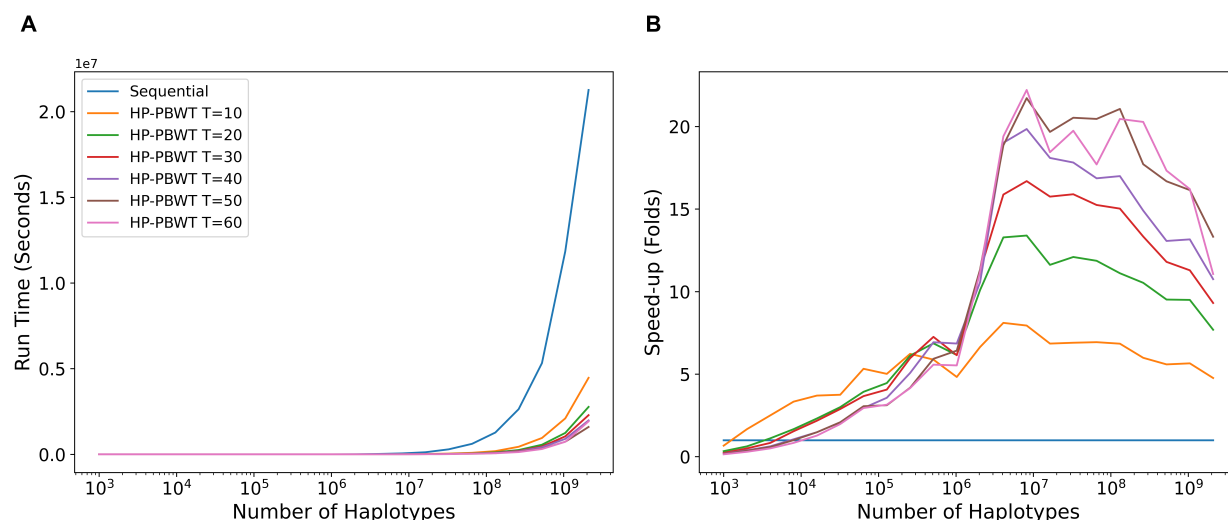 A
1e7
2.0
1.5
1.0
0.5
0.0
Run Time (Seconds)
Sequential
HP-PBWT T=10
HP-PBWT T=20
HP-PBWT T=30
HP-PBWT T=40
HP-PBWT T=50
HP-PBWT T=60
10³ 10⁴ 10⁵ 10⁶ 10⁷ 10⁸ 10⁹
Number of Haplotypes
B
20
15
10
5
0
Speed-up (Folds)
10³ 10⁴ 10⁵ 10⁶ 10⁷ 10⁸ 10⁹
Number of Haplotypes